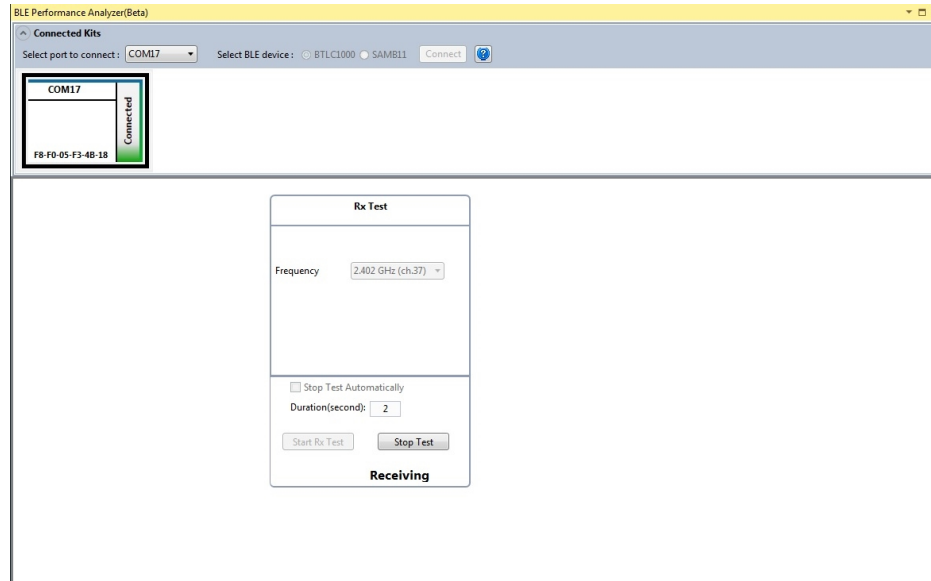 BLE Performance Analyzer(Beta)
Connected Kits
Select port to connect : COM17 Select BLE device : BTLC1000 SAMB11 Connect ?
COM17
Connected
F8-F0-05-F3-4B-18
Rx Test
Frequency 2.402 GHz (ch.37)
Stop Test Automatically
Duration(second): 2
Start Rx Test Stop Test
Receiving